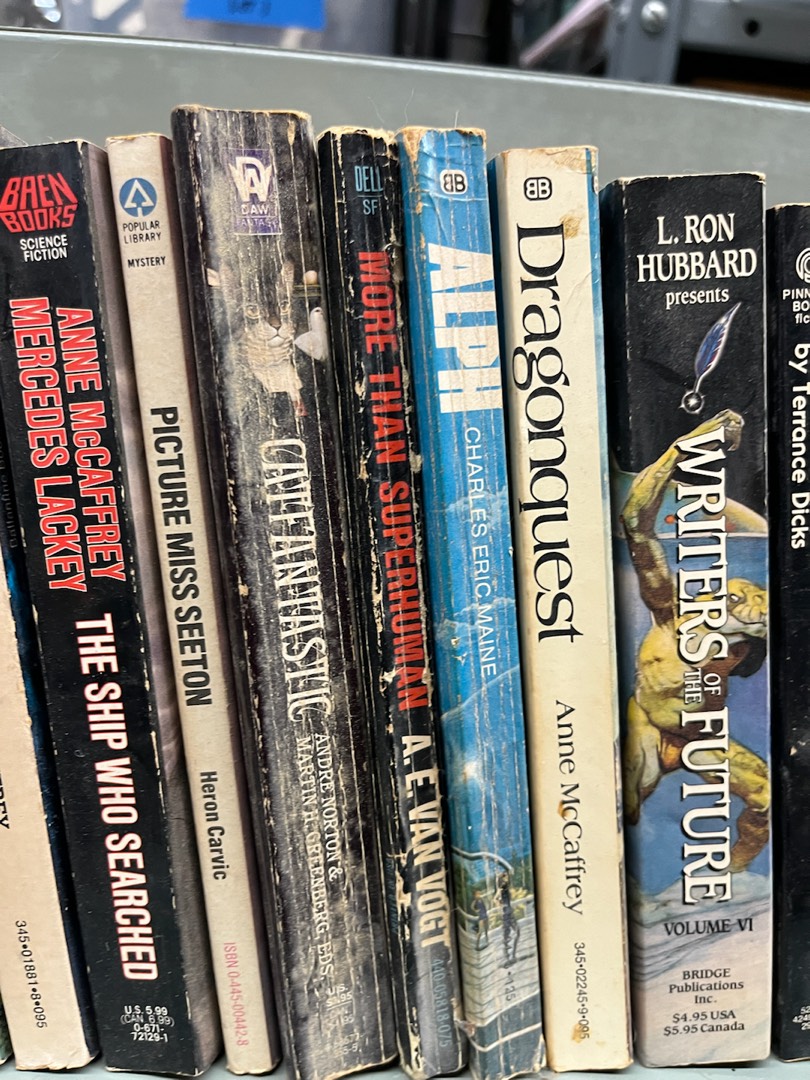 345•01881•8•095
BAEN
BOOKS
SCIENCE
FICTION
ANNE McCAFFREY
MERCEDES LACKEY
THE SHIP WHO SEARCHED
U.S. 5.99
(CAN 6.99)
0-671-
72129-1
POPULAR
LIBRARY
MYSTERY
PICTURE MISS SEETON
Heron Carvic
ISBN 0-445-00442-8
DAW
FANTASY
CATFANTASTIC
ANDRE NORTON &
MARTIN H. GREENBERG, EDS.
DELL
SF
MORE THAN SUPERHUMAN
A. E. VAN VOGT
BB
ALPH
CHARLES ERIC MAINE
BB
Dragonquest
Anne McCaffrey
345•02245•9•095
L. RON
HUBBARD
presents
WRITERS
OF
THE
FUTURE
VOLUME VI
BRIDGE
Publications
Inc.
$4.95 USA
$5.95 Canada
by Terrance Dicks